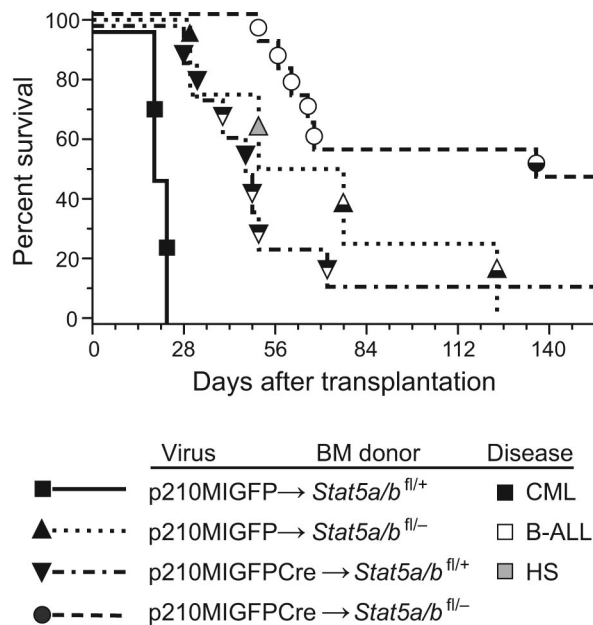 100
80
60
40
20
0
Percent survival
0 28 56 84 112 140
Days after transplantation
Virus BM donor Disease
p210MIGFP→ Stat5a/b fl/+ CML
p210MIGFP→ Stat5a/b fl/– B-ALL
p210MIGFPCre → Stat5a/b fl/+ HS
p210MIGFPCre → Stat5a/b fl/–